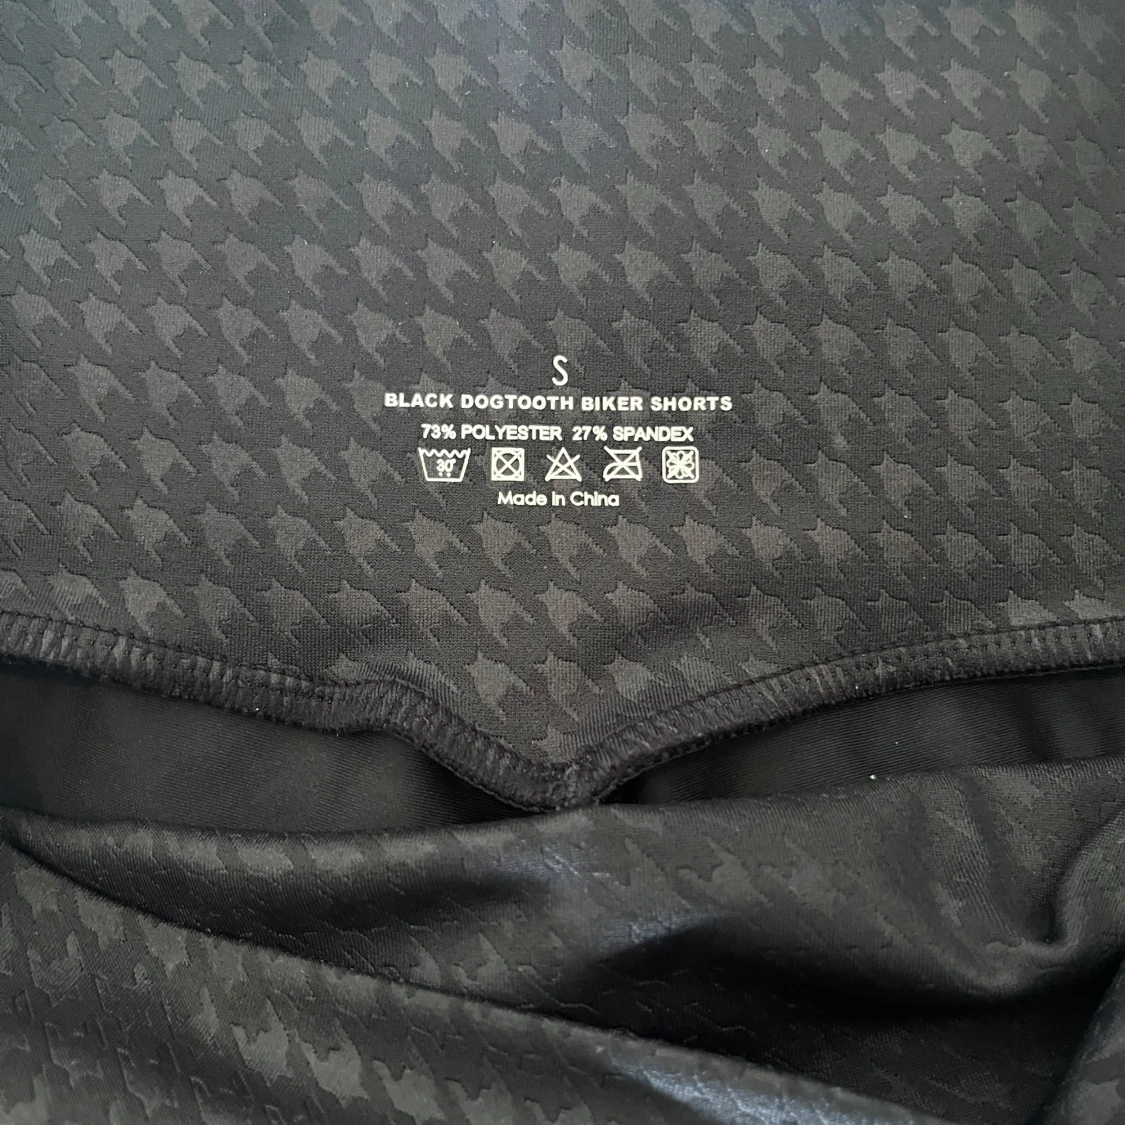 S
BLACK DOGTOOTH BIKER SHORTS
73% POLYESTER 27% SPANDEX
30°
Made in China